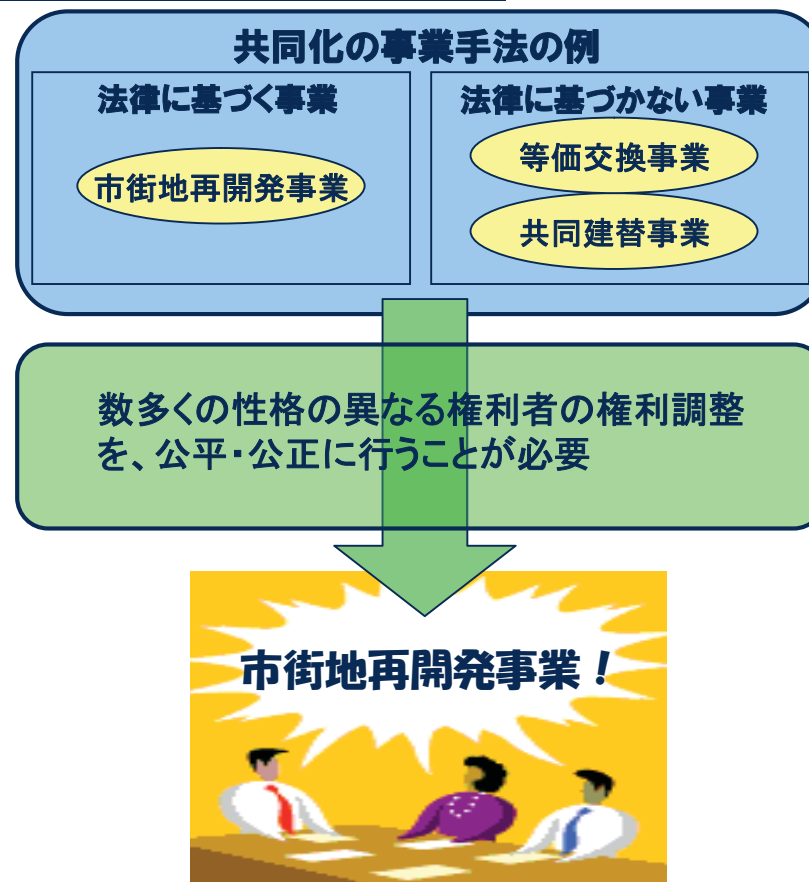 共同化の事業手法の例
法律に基づく事業
市街地再開発事業
法律に基づかない事業
等価交換事業
共同建替事業
数多くの性格の異なる権利者の権利調整
を、公平・公正に行うことが必要
市街地再開発事業！